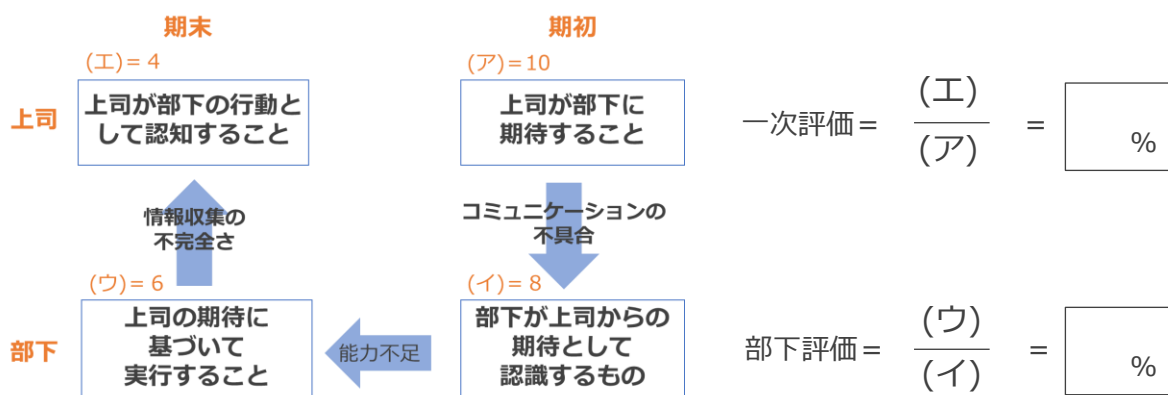 期末
期初
(エ)= 4
(ア)=10
上司
上司が部下の行動と
して認知すること
上司が部下に
期待すること
一次評価＝
(エ)
(ア)
＝
%
情報収集の
不完全さ
コミュニケーションの
不具合
(ウ)= 6
(イ)= 8
部下
上司の期待に
基づいて
実行すること
能力不足
部下が上司からの
期待として
認識するもの
部下評価＝
(ウ)
(イ)
＝
%